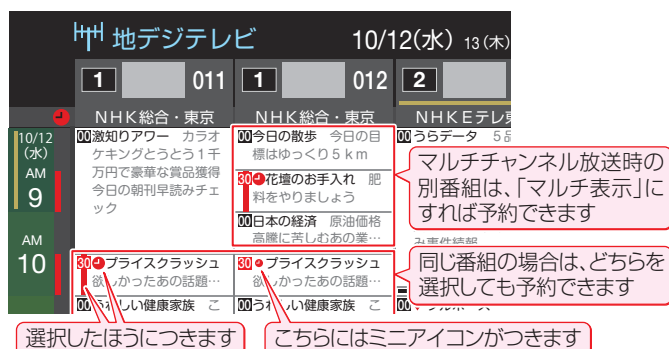 地デジテレビ 10/12(水) 13(木)
1 011 1 012 2
NHK総合・東京 NHK総合・東京 NHKEテレ東
10/12
(水)
AM
9
00激知りアワー カラオ
ケキングとうとう1千
万円で豪華な賞品獲得
今日の朝刊早読みチェ
ック
00今日の散歩 今日の目
標はゆっくり5km
30花壇のお手入れ 肥
料をやりましょう
00日本の経済 原油価格
高騰に苦しむあの業…
00うらデータ 5
マルチチャンネル放送時の
別番組は、「マルチ表示」に
すれば予約できます
AM
10
30プライスクラッシュ
欲しかったあの話題…
00うれしい健康家族 こ
30プライスクラッシュ
欲しかったあの話題…
00うれしい健康家族 こ
み事件情報
00
同じ番組の場合は、どちらを
選択しても予約できます
選択したほうにつきます
こちらにはミニアイコンがつきます